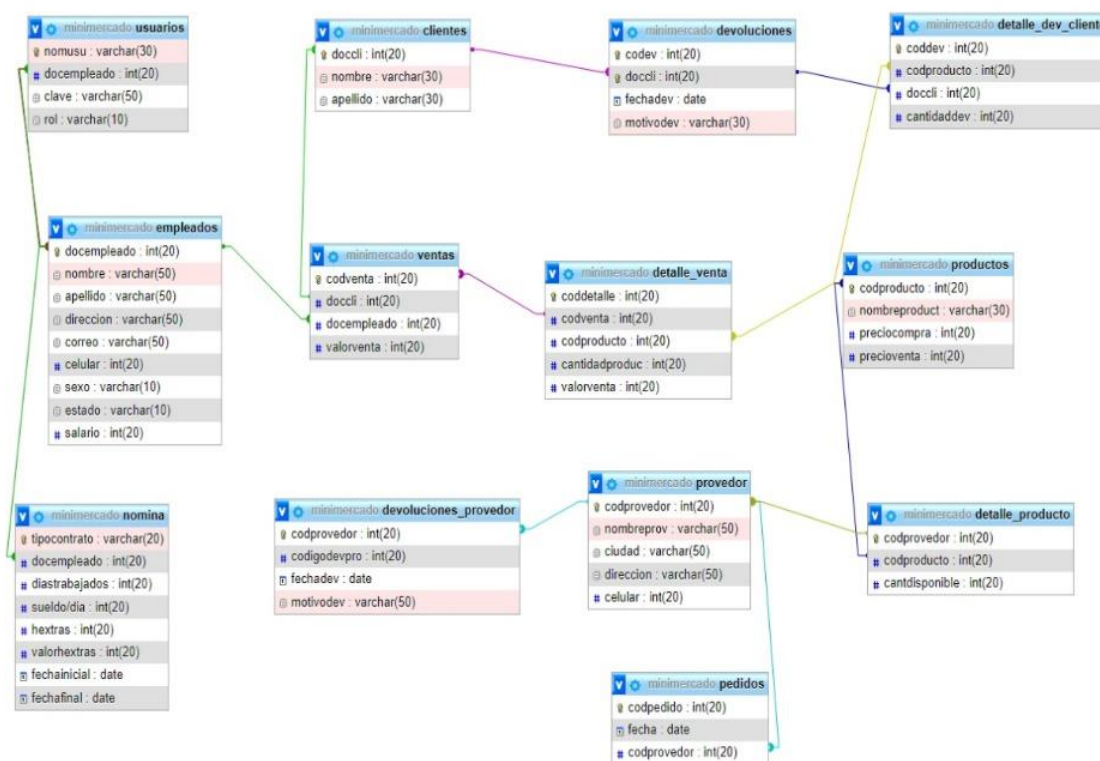 minimercado usuarios
nomusu : varchar(30)
docempleado : int(20)
clave : varchar(50)
rol : varchar(10)
minimercado clientes
doccli : int(20)
nombre : varchar(30)
apellido : varchar(30)
minimercado devoluciones
codev : int(20)
doccli : int(20)
fechadev : date
motivodev : varchar(30)
minimercado detalle_dev_cliente
coddev : int(20)
codproducto : int(20)
doccli : int(20)
cantidaddev : int(20)
minimercado empleados
docempleado : int(20)
nombre : varchar(50)
apellido : varchar(50)
direccion : varchar(50)
correo : varchar(50)
celular : int(20)
sexo : varchar(10)
estado : varchar(10)
salario : int(20)
minimercado ventas
codventa : int(20)
doccli : int(20)
docempleado : int(20)
valorventa : int(20)
minimercado detalle_venta
coddetalle : int(20)
codventa : int(20)
codproducto : int(20)
cantidadproduc : int(20)
valorventa : int(20)
minimercado productos
codproducto : int(20)
nombreproduct : varchar(30)
preciocompra : int(20)
precioventa : int(20)
minimercado nomina
tipocontrato : varchar(20)
docempleado : int(20)
diastrabajados : int(20)
sueldo/dia : int(20)
hextras : int(20)
valorhextras : int(20)
fechainicial : date
fechafinal : date
minimercado devoluciones_provedor
codprovedor : int(20)
codigodevpro : int(20)
fechadev : date
motivodev : varchar(50)
minimercado provedor
codprovedor : int(20)
nombreprov : varchar(50)
ciudad : varchar(50)
direccion : varchar(50)
celular : int(20)
minimercado detalle_producto
codprovedor : int(20)
codproducto : int(20)
cantdisponible : int(20)
minimercado pedidos
codpedido : int(20)
fecha : date
codprovedor : int(20)